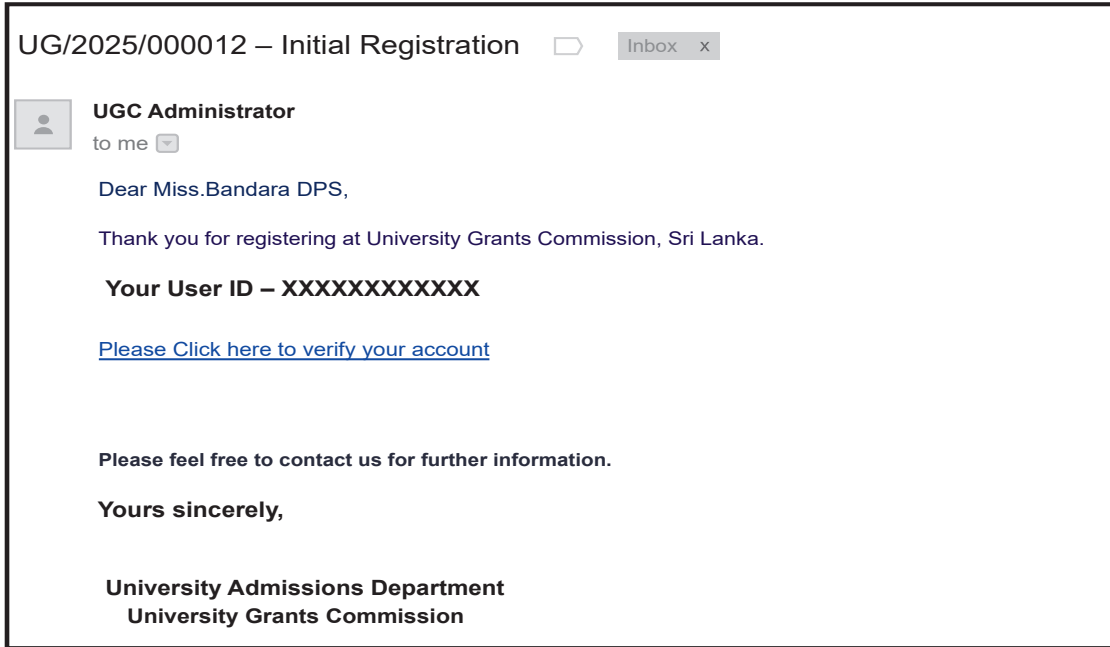 UG/2025/000012 – Initial Registration Inbox x
UGC Administrator
to me
Dear Miss.Bandara DPS,
Thank you for registering at University Grants Commission, Sri Lanka.
Your User ID – XXXXXXXXXXXX
Please Click here to verify your account
Please feel free to contact us for further information.
Yours sincerely,
University Admissions Department
University Grants Commission